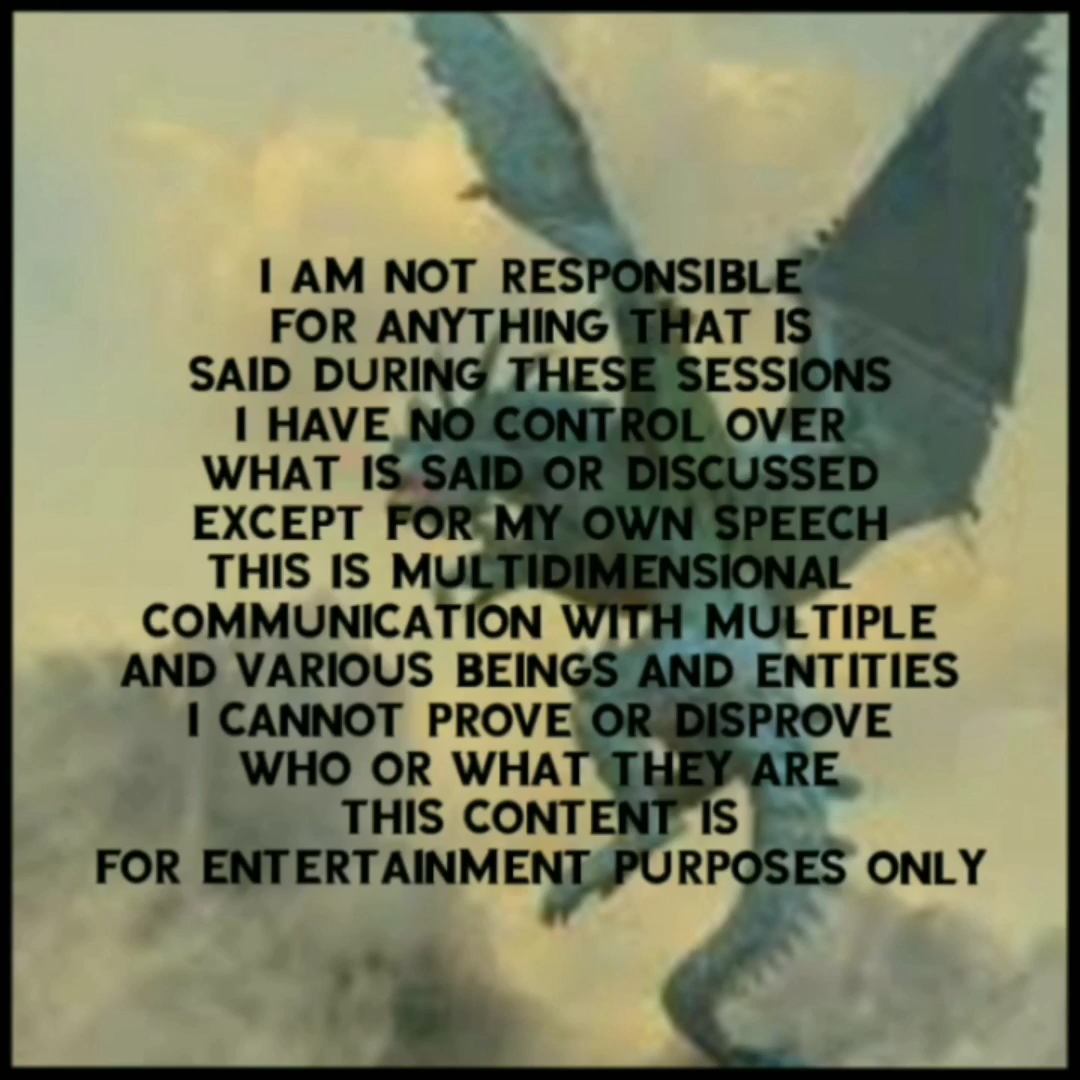 I AM NOT RESPONSIBLE
FOR ANYTHING THAT IS
SAID DURING THESE SESSIONS
I HAVE NO CONTROL OVER
WHAT IS SAID OR DISCUSSED
EXCEPT FOR MY OWN SPEECH
THIS IS MULTIDIMENSIONAL
COMMUNICATION WITH MULTIPLE
AND VARIOUS BEINGS AND ENTITIES
I CANNOT PROVE OR DISPROVE
WHO OR WHAT THEY ARE
THIS CONTENT IS
FOR ENTERTAINMENT PURPOSES ONLY